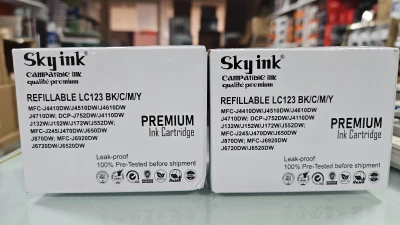 Sky ink
Compatible ink
qualité premium
REFILLABLE LC123 BK/C/M/Y
MFC-J4410DW/J4510DW/J4610DW
J4710DW; DCP-J752DW/J4110DW
J132W/J152W/J172W/J552DW;
MFC-J245/J470DW/J650DW
J870DW; MFC-J6920DW
J6720DW/J6520DW
PREMIUM
Ink Cartridge
Leak-proof
100% Pre-Tested before shipment
Sky ink
Compatible ink
qualité premium
REFILLABLE LC123 BK/C/M/Y
MFC-J4410DW/J4510DW/J4610DW
J4710DW; DCP-J752DW/J4110DW
J132W/J152W/J172W/J552DW;
MFC-J245/J470DW/J650DW
J870DW; MFC-J6920DW
J6720DW/J6520DW
PREMIUM
Ink Cartridge
Leak-proof
100% Pre-Tested before shipment